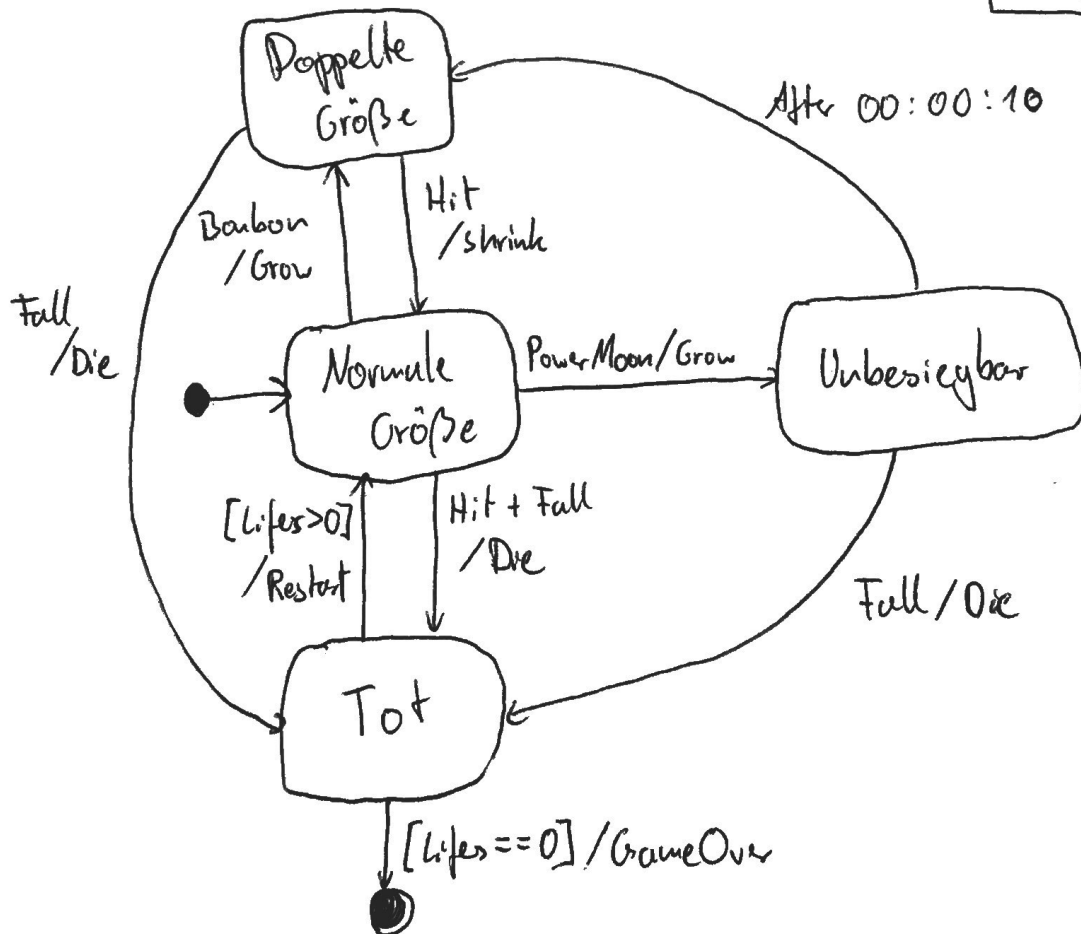 Doppelte
Größe
After 00:00:10
Bonbon
/Grow
Hit
/shrink
Fall
/Die
Normale
Größe
PowerMoon/Grow
Unbesiegbar
[Lifes>0]
/Restart
Hit + Fall
/Die
Fall/Die
Tot
[Lifes==0]/GameOver